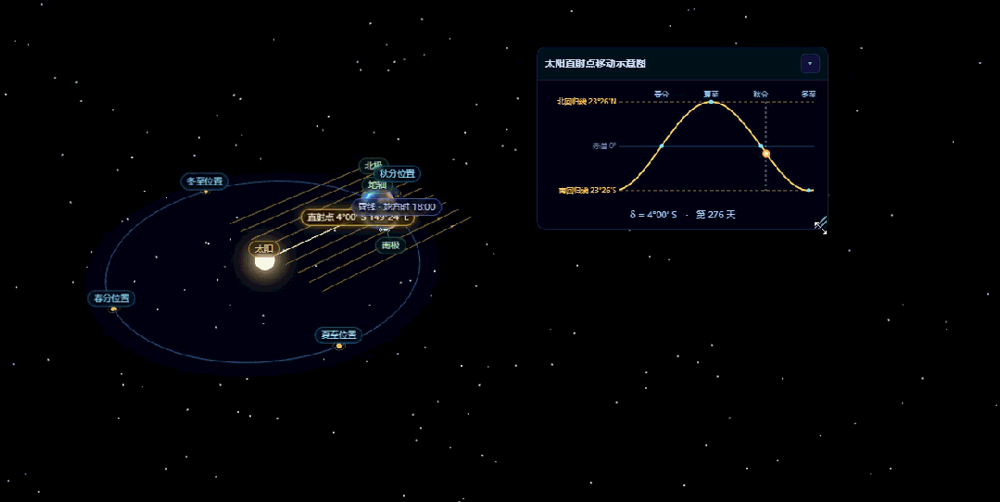 太阳直射点移动示意图
春分
夏至
秋分
冬至
北回归线 23°26'N
赤道 0°
南回归线 23°26'S
δ = 4°00' S · 第 276 天
北极
秋分位置
地轴
冬至位置
昏线 · 地方时 18:00
直射点 4°00' S 149°24' E
南极
太阳
春分位置
夏至位置